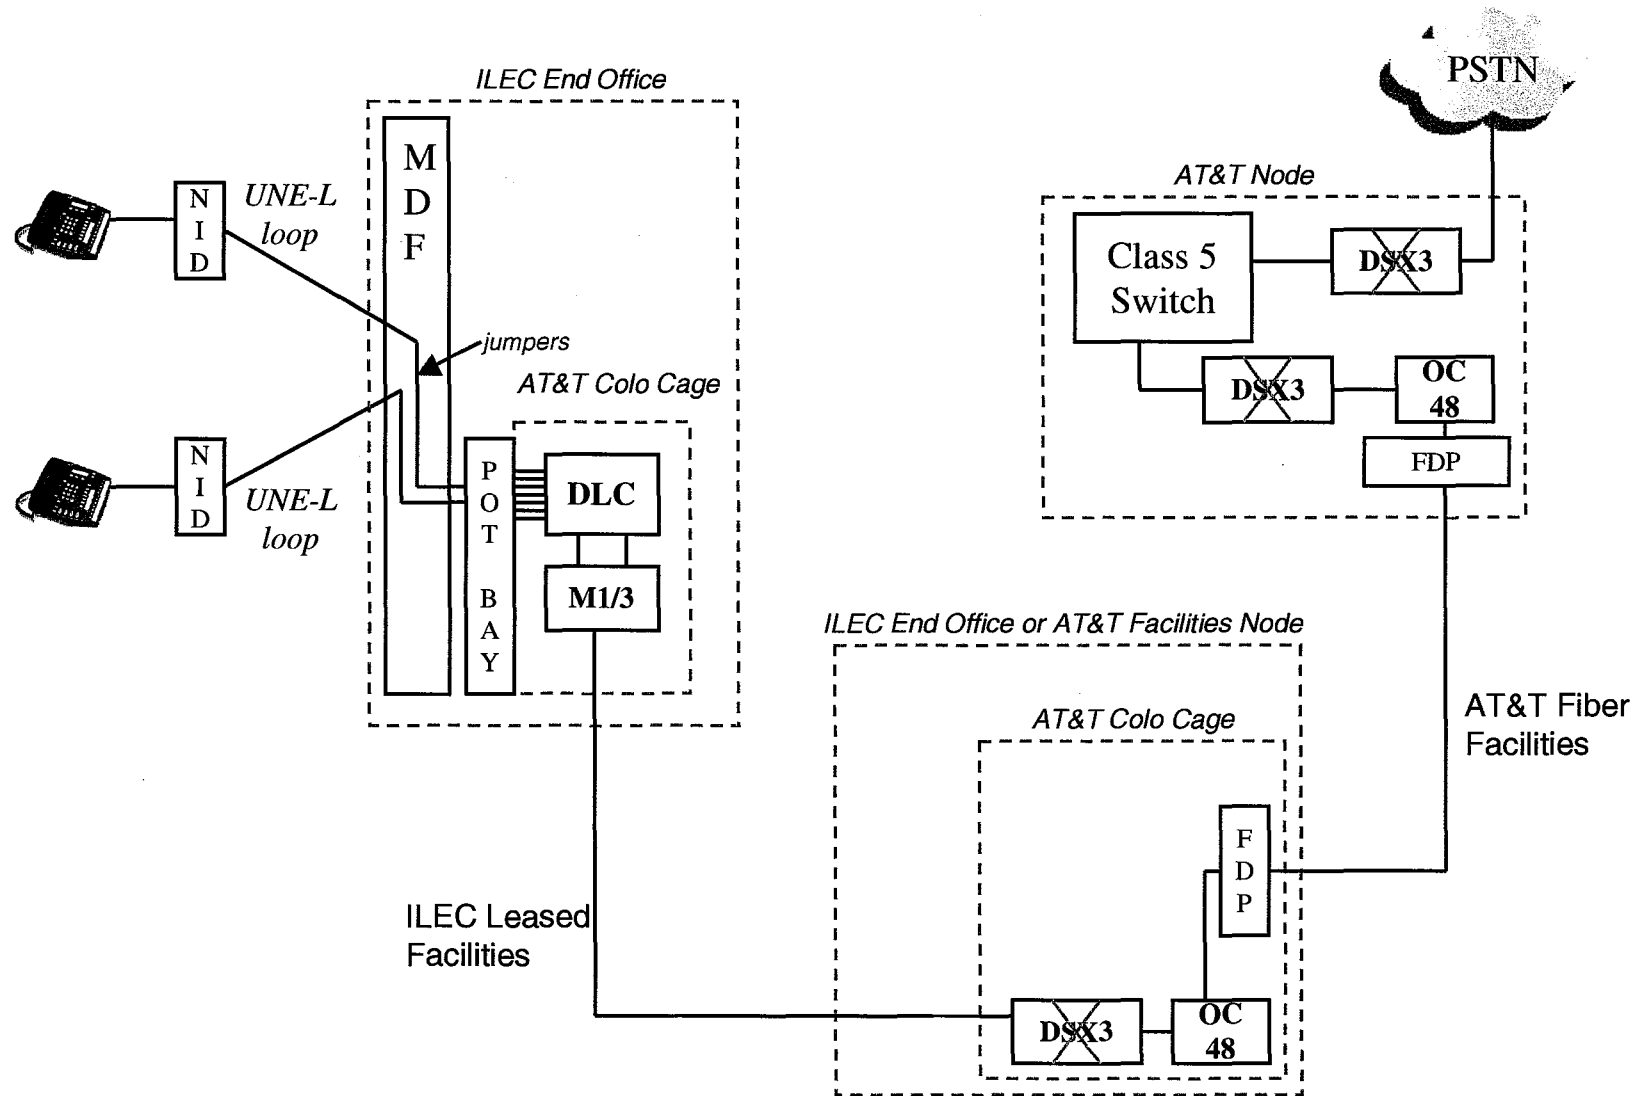 PSTN
ILEC End Office
M
D
F
AT&T Node
N
I
D
UNE-L
loop
Class 5
Switch
DSX3
jumpers
AT&T Colo Cage
DSX3
OC
48
FDP
N
I
D
UNE-L
loop
P
O
T
B
A
Y
DLC
M1/3
ILEC End Office or AT&T Facilities Node
AT&T Colo Cage
AT&T Fiber
Facilities
F
D
P
ILEC Leased
Facilities
DSX3
OC
48